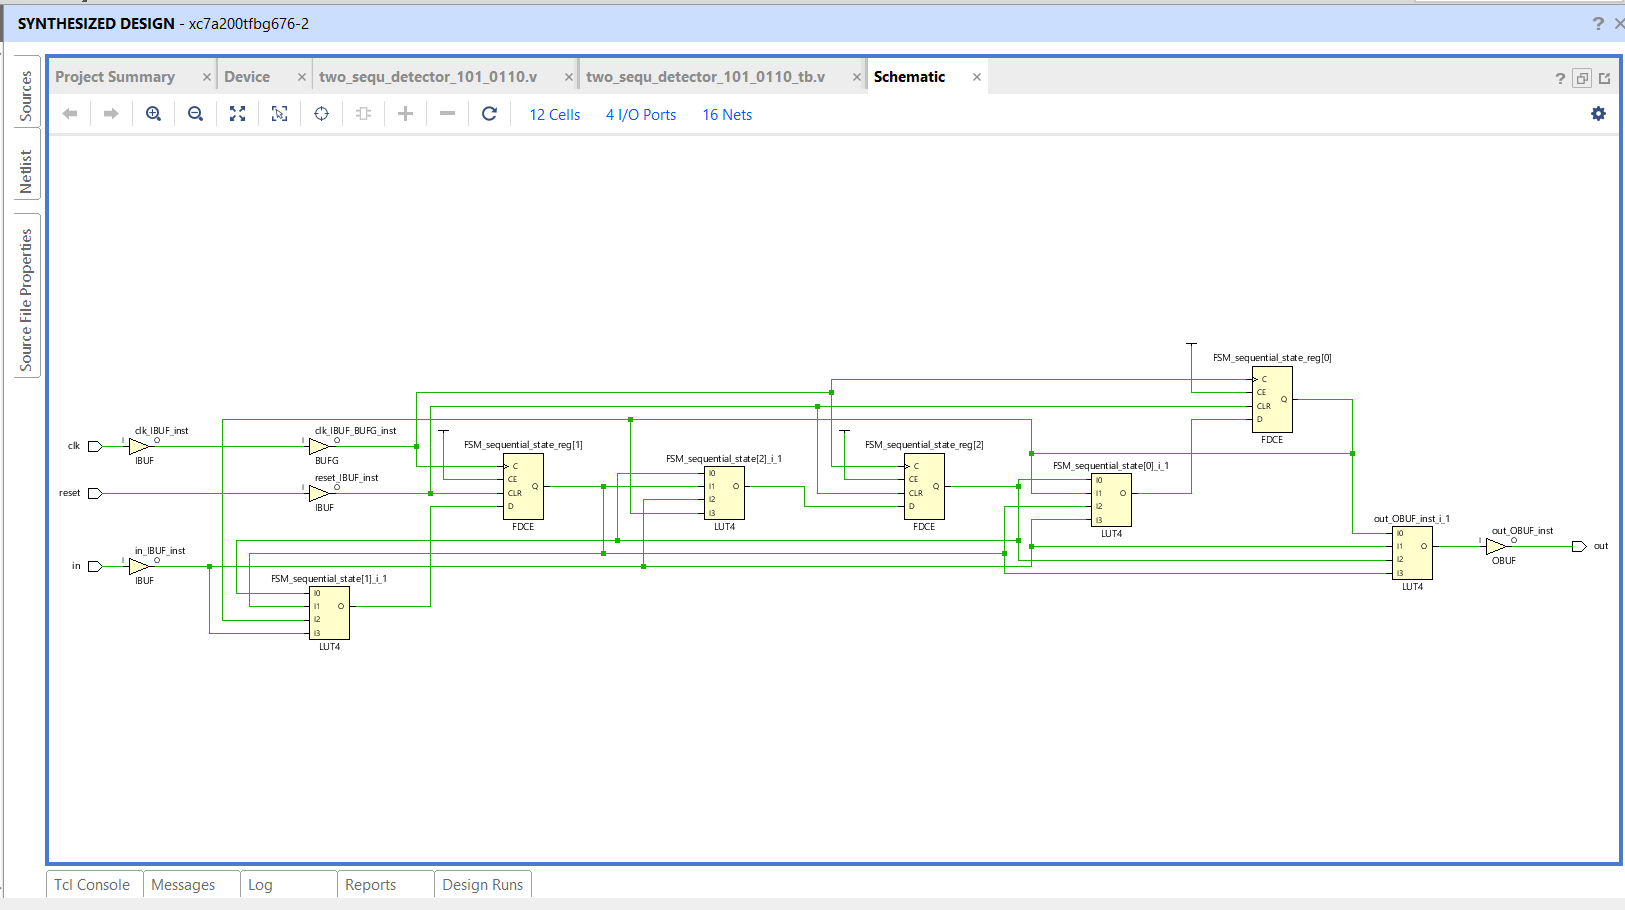 SYNTHESIZED DESIGN - xc7a200tfbg676-2
?
Sources
Netlist
Source File Properties
Project Summary
Device
two_sequ_detector_101_0110.v
two_sequ_detector_101_0110_tb.v
Schematic
?
12 Cells
4 I/O Ports
16 Nets
clk
clk_IBUF_inst
I
O
IBUF
clk_IBUF_BUFG_inst
I
O
BUFG
reset
reset_IBUF_inst
I
O
IBUF
in
in_IBUF_inst
I
O
IBUF
FSM_sequential_state[1]_i_1
I0
I1
O
I2
I3
LUT4
FSM_sequential_state_reg[1]
C
CE
Q
CLR
D
FDCE
FSM_sequential_state[2]_i_1
I0
I1
O
I2
I3
LUT4
FSM_sequential_state_reg[2]
C
CE
Q
CLR
D
FDCE
FSM_sequential_state[0]_i_1
I0
I1
O
I2
I3
LUT4
FSM_sequential_state_reg[0]
C
CE
Q
CLR
D
FDCE
out_OBUF_inst_i_1
I0
I1
O
I2
I3
LUT4
out_OBUF_inst
I
O
OBUF
out
Tcl Console
Messages
Log
Reports
Design Runs